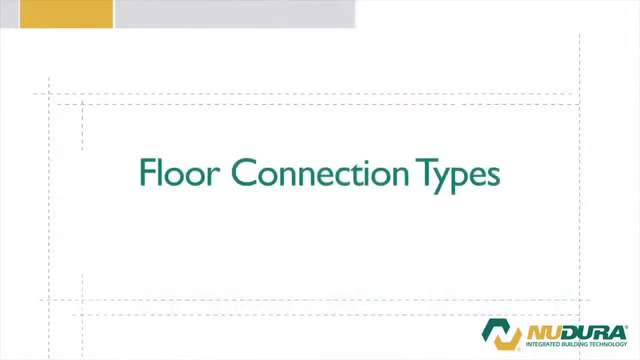 Floor Connection Types
NUDURA
INTEGRATED BUILDING TECHNOLOGY